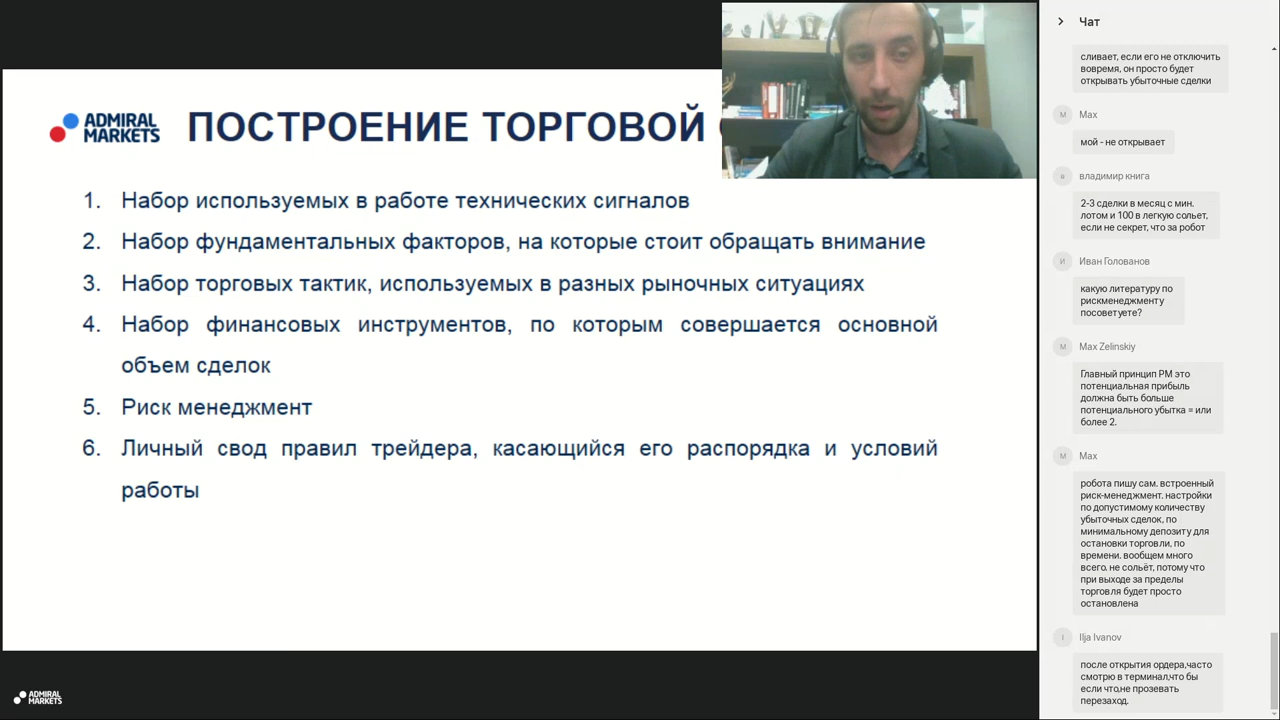 ADMIRAL
MARKETS
ПОСТРОЕНИЕ ТОРГОВОЙ
1. Набор используемых в работе технических сигналов
2. Набор фундаментальных факторов, на которые стоит обращать внимание
3. Набор торговых тактик, используемых в разных рыночных ситуациях
4. Набор финансовых инструментов, по которым совершается основной
объем сделок
5. Риск менеджмент
6. Личный свод правил трейдера, касающийся его распорядка и условий
работы
ADMIRAL
MARKETS
Чат
сливает, если его не отключить
вовремя, он просто будет
открывать убыточные сделки
M Max
мой - не открывает
в владимир книга
2-3 сделки в месяц с мин.
лотом и 100 в легкую сольет,
если не секрет, что за робот
И Иван Голованов
какую литературу по
рискменеджменту
посоветуете?
M Max Zelinskiy
Главный принцип РМ это
потенциальная прибыль
должна быть больше
потенциального убытка = или
более 2.
M Max
робота пишу сам. встроенный
риск-менеджмент. настройки
по допустимому количеству
убыточных сделок, по
минимальному депозиту для
остановки торговли, по
времени. вообщем много
всего. не сольёт, потому что
при выходе за пределы
торговля будет просто
остановлена
I Ilja Ivanov
после открытия ордера,часто
смотрю в терминал,что бы
если что,не прозевать
перезаход.